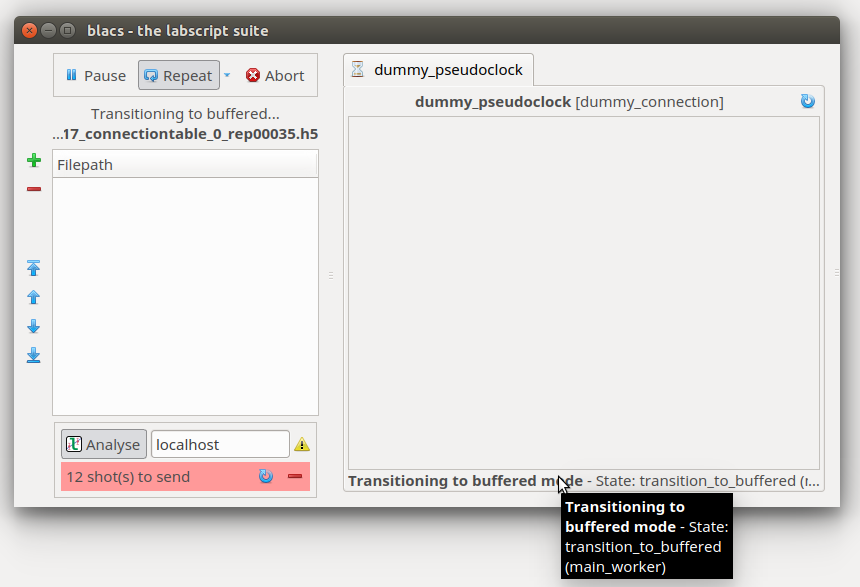 blacs - the labscript suite
Pause Repeat Abort
Transitioning to buffered...
...17_connectiontable_0_rep00035.h5
Filepath
Analyse localhost
12 shot(s) to send
dummy_pseudoclock
dummy_pseudoclock [dummy_connection]
Transitioning to buffered mode - State: transition_to_buffered (r...
Transitioning to
buffered mode - State:
transition_to_buffered
(main_worker)